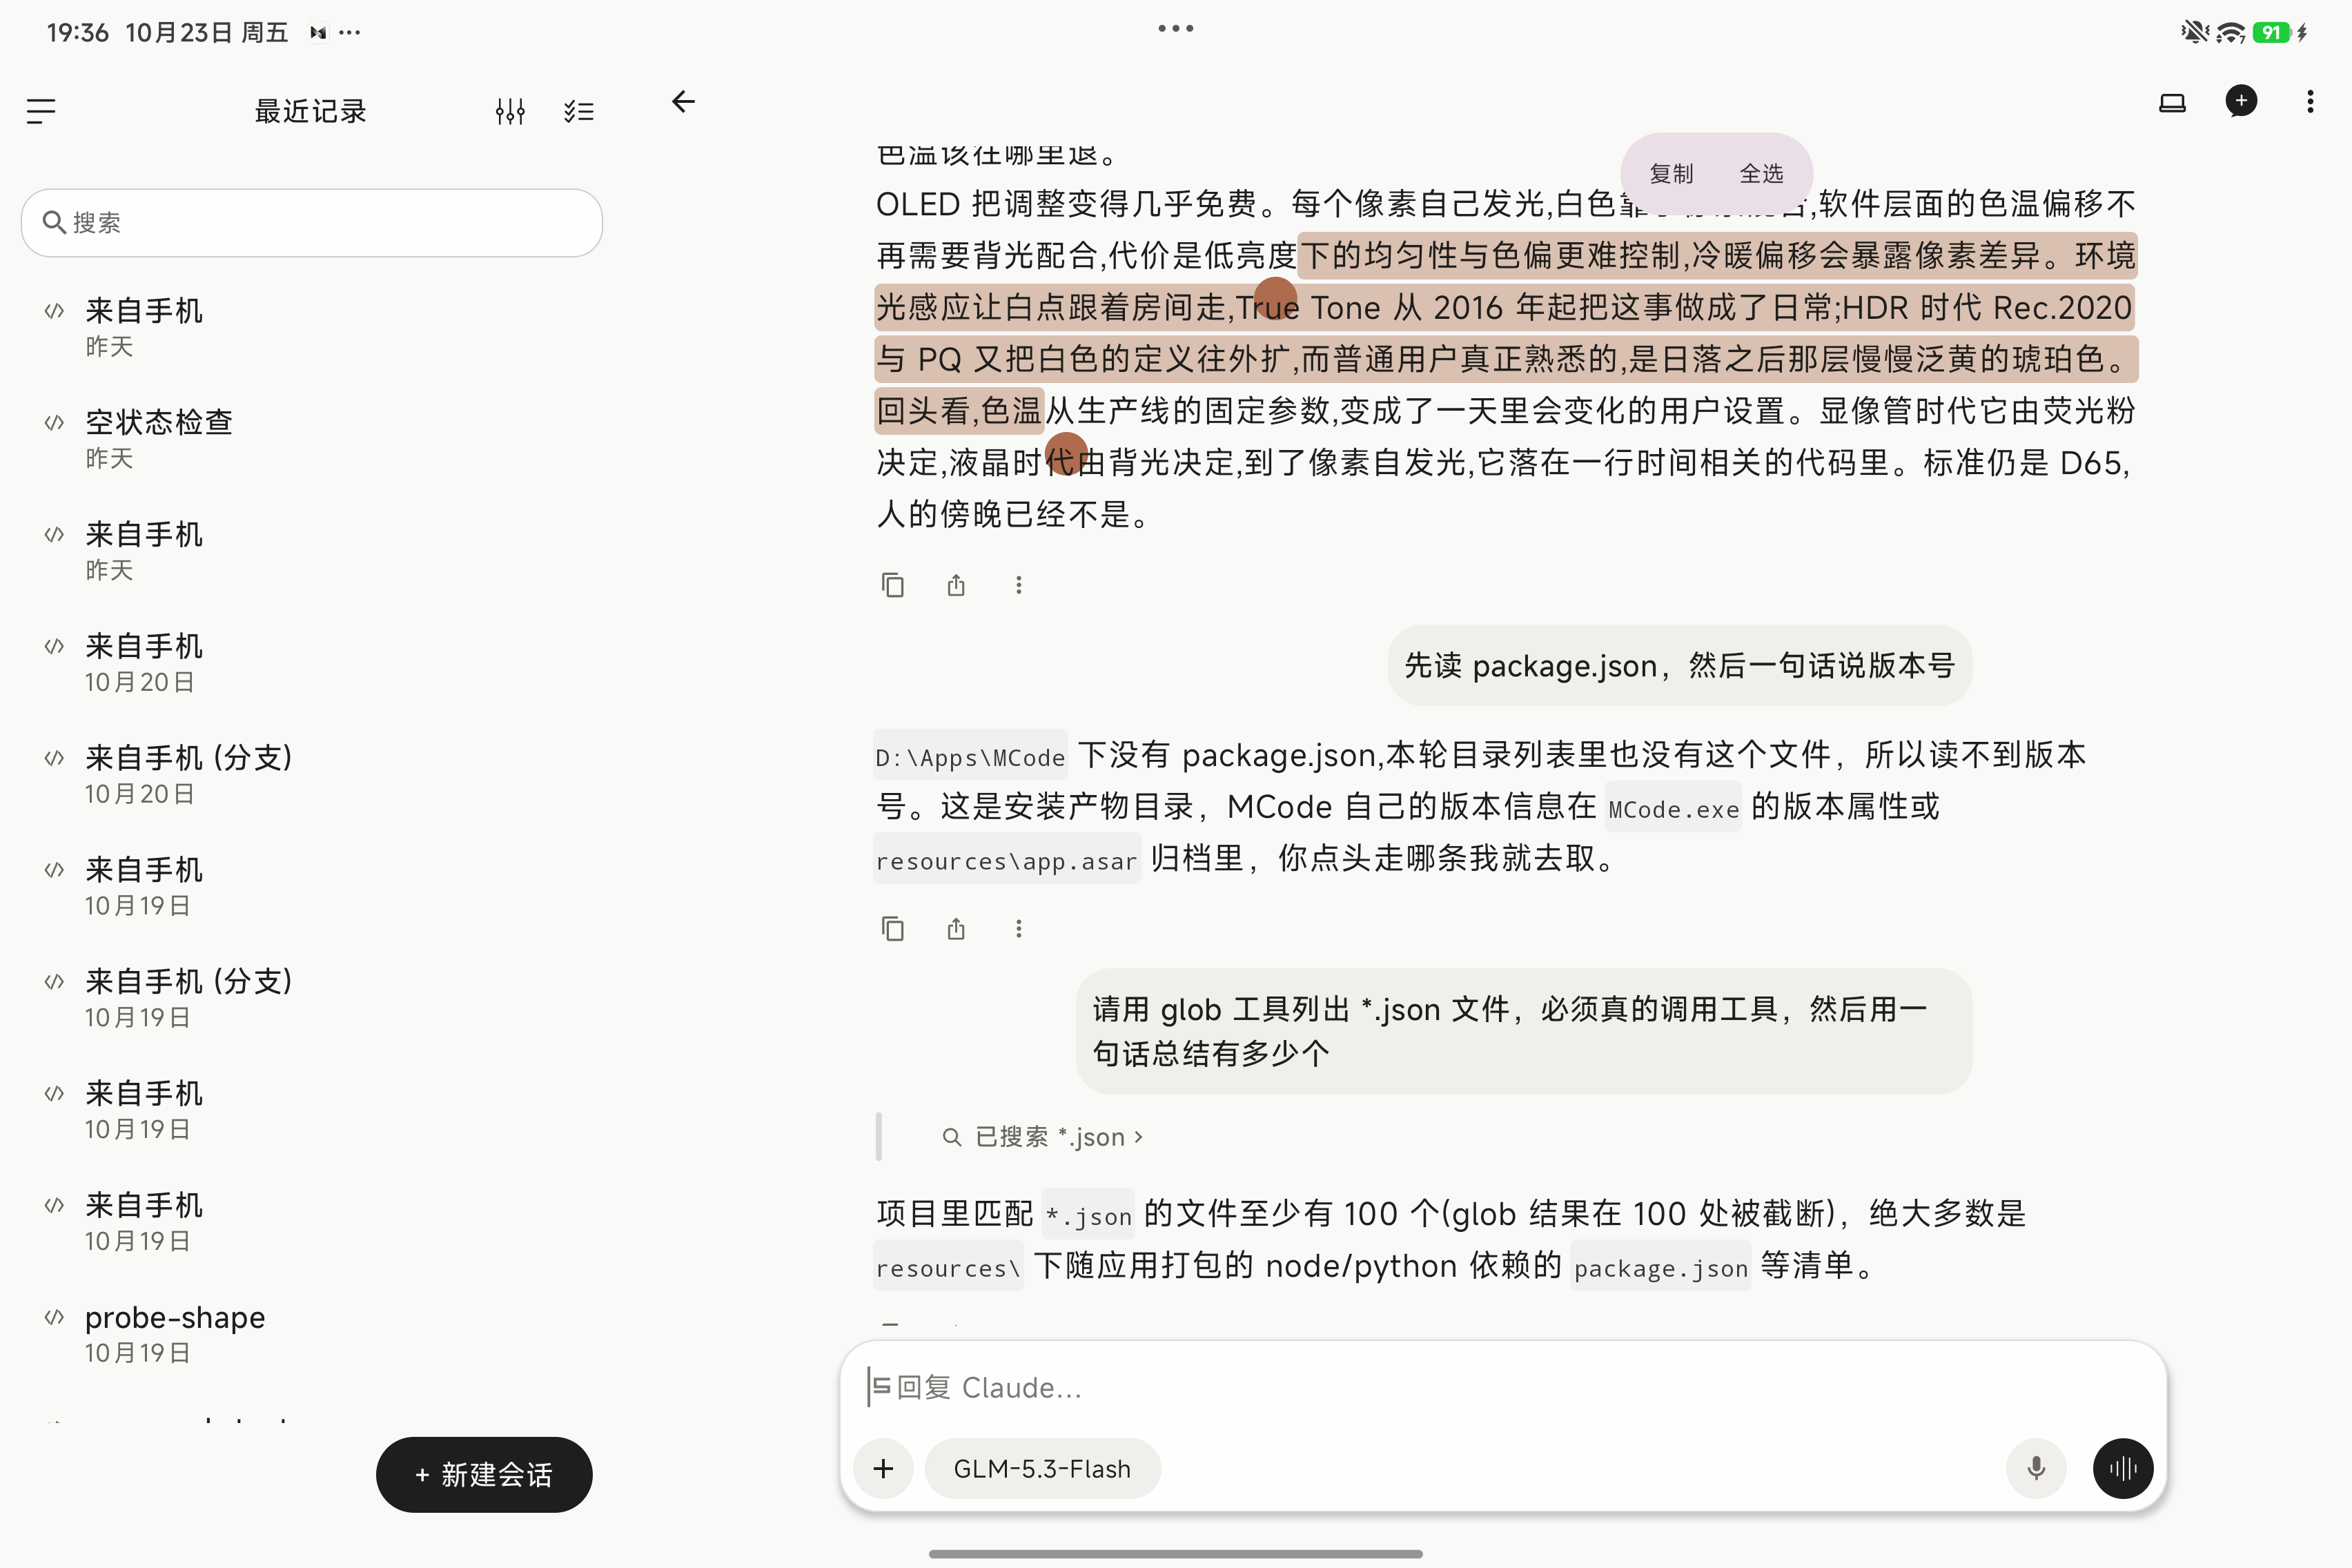 19:36 10月23日 周五
91
最近记录
搜索
来自手机
昨天
空状态检查
昨天
来自手机
昨天
来自手机
10月20日
来自手机 (分支)
10月20日
来自手机
10月19日
来自手机 (分支)
10月19日
来自手机
10月19日
来自手机
10月19日
probe-shape
10月19日
+ 新建会话
复制 全选
色温该在哪里退。
OLED 把调整变得几乎免费。每个像素自己发光,白色靠,软件层面的色温偏移不
再需要背光配合,代价是低亮度下的均匀性与色偏更难控制,冷暖偏移会暴露像素差异。环境
光感应让白点跟着房间走,True Tone 从 2016 年起把这事做成了日常;HDR 时代 Rec.2020
与 PQ 又把白色的定义往外扩,而普通用户真正熟悉的,是日落之后那层慢慢泛黄的琥珀色。
回头看,色温从生产线的固定参数,变成了一天里会变化的用户设置。显像管时代它由荧光粉
决定,液晶时代由背光决定,到了像素自发光,它落在一行时间相关的代码里。标准仍是 D65,
人的傍晚已经不是。
先读 package.json，然后一句话说版本号
D:\Apps\MCode 下没有 package.json,本轮目录列表里也没有这个文件，所以读不到版本
号。这是安装产物目录，MCode 自己的版本信息在 MCode.exe 的版本属性或
resources\app.asar 归档里，你点头走哪条我就去取。
请用 glob 工具列出 *.json 文件，必须真的调用工具，然后用一
句话总结有多少个
已搜索 *.json
项目里匹配 *.json 的文件至少有 100 个(glob 结果在 100 处被截断)，绝大多数是
resources\ 下随应用打包的 node/python 依赖的 package.json 等清单。
回复 Claude...
GLM-5.3-Flash